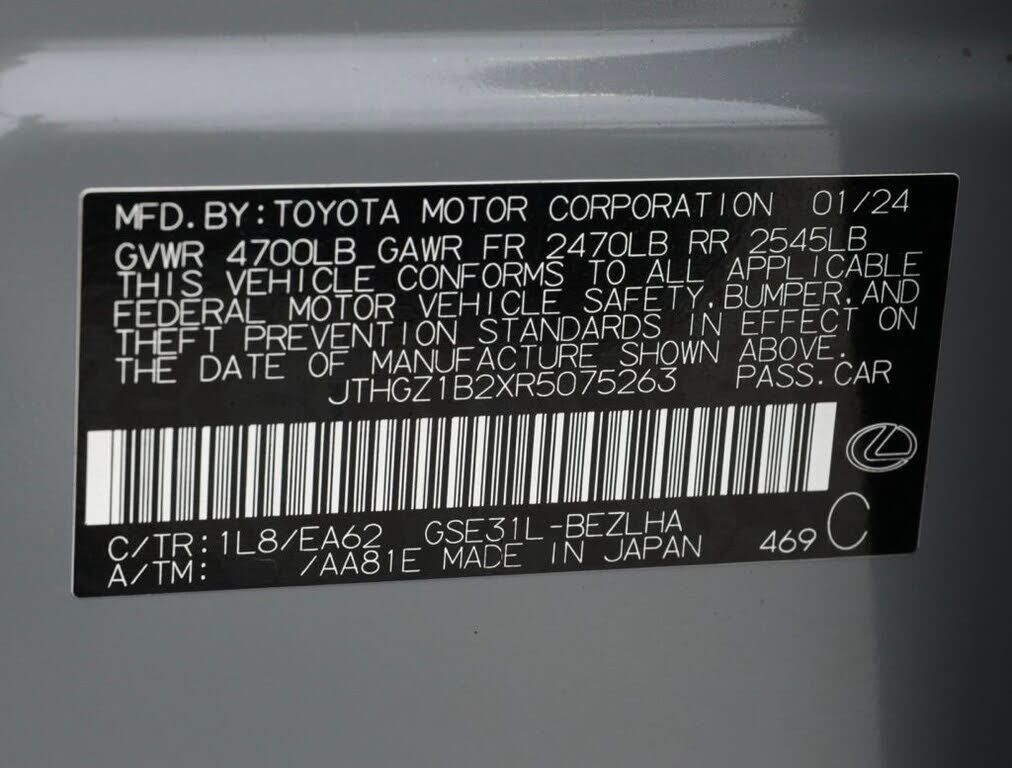 MFD. BY: TOYOTA MOTOR CORPORATION 01/24
GVWR 4700LB GAWR FR 2470LB RR 2545LB
THIS VEHICLE CONFORMS TO ALL APPLICABLE
FEDERAL MOTOR VEHICLE SAFETY, BUMPER, AND
THEFT PREVENTION STANDARDS IN EFFECT ON
THE DATE OF MANUFACTURE SHOWN ABOVE.
JTHGZ1B2XR5075263 PASS. CAR
C/TR: 1L8/EA62 GSE31L-BEZLHA
A/TM: /AA81E MADE IN JAPAN 469 C